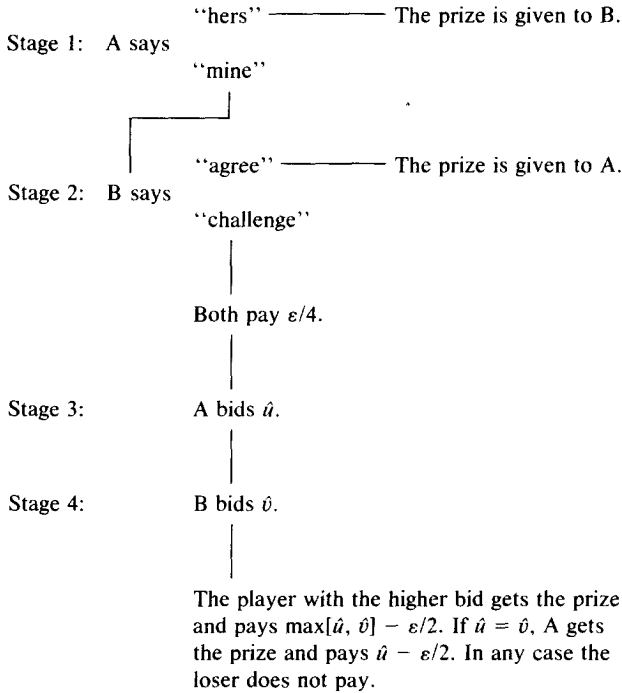 “hers” The prize is given to B.
Stage 1: A says
“mine”
“agree” The prize is given to A.
Stage 2: B says
“challenge”
Both pay ε/4.
Stage 3: A bids û.
Stage 4: B bids v̂.
The player with the higher bid gets the prize
and pays max[û, v̂] − ε/2. If û = v̂, A gets
the prize and pays û − ε/2. In any case the
loser does not pay.